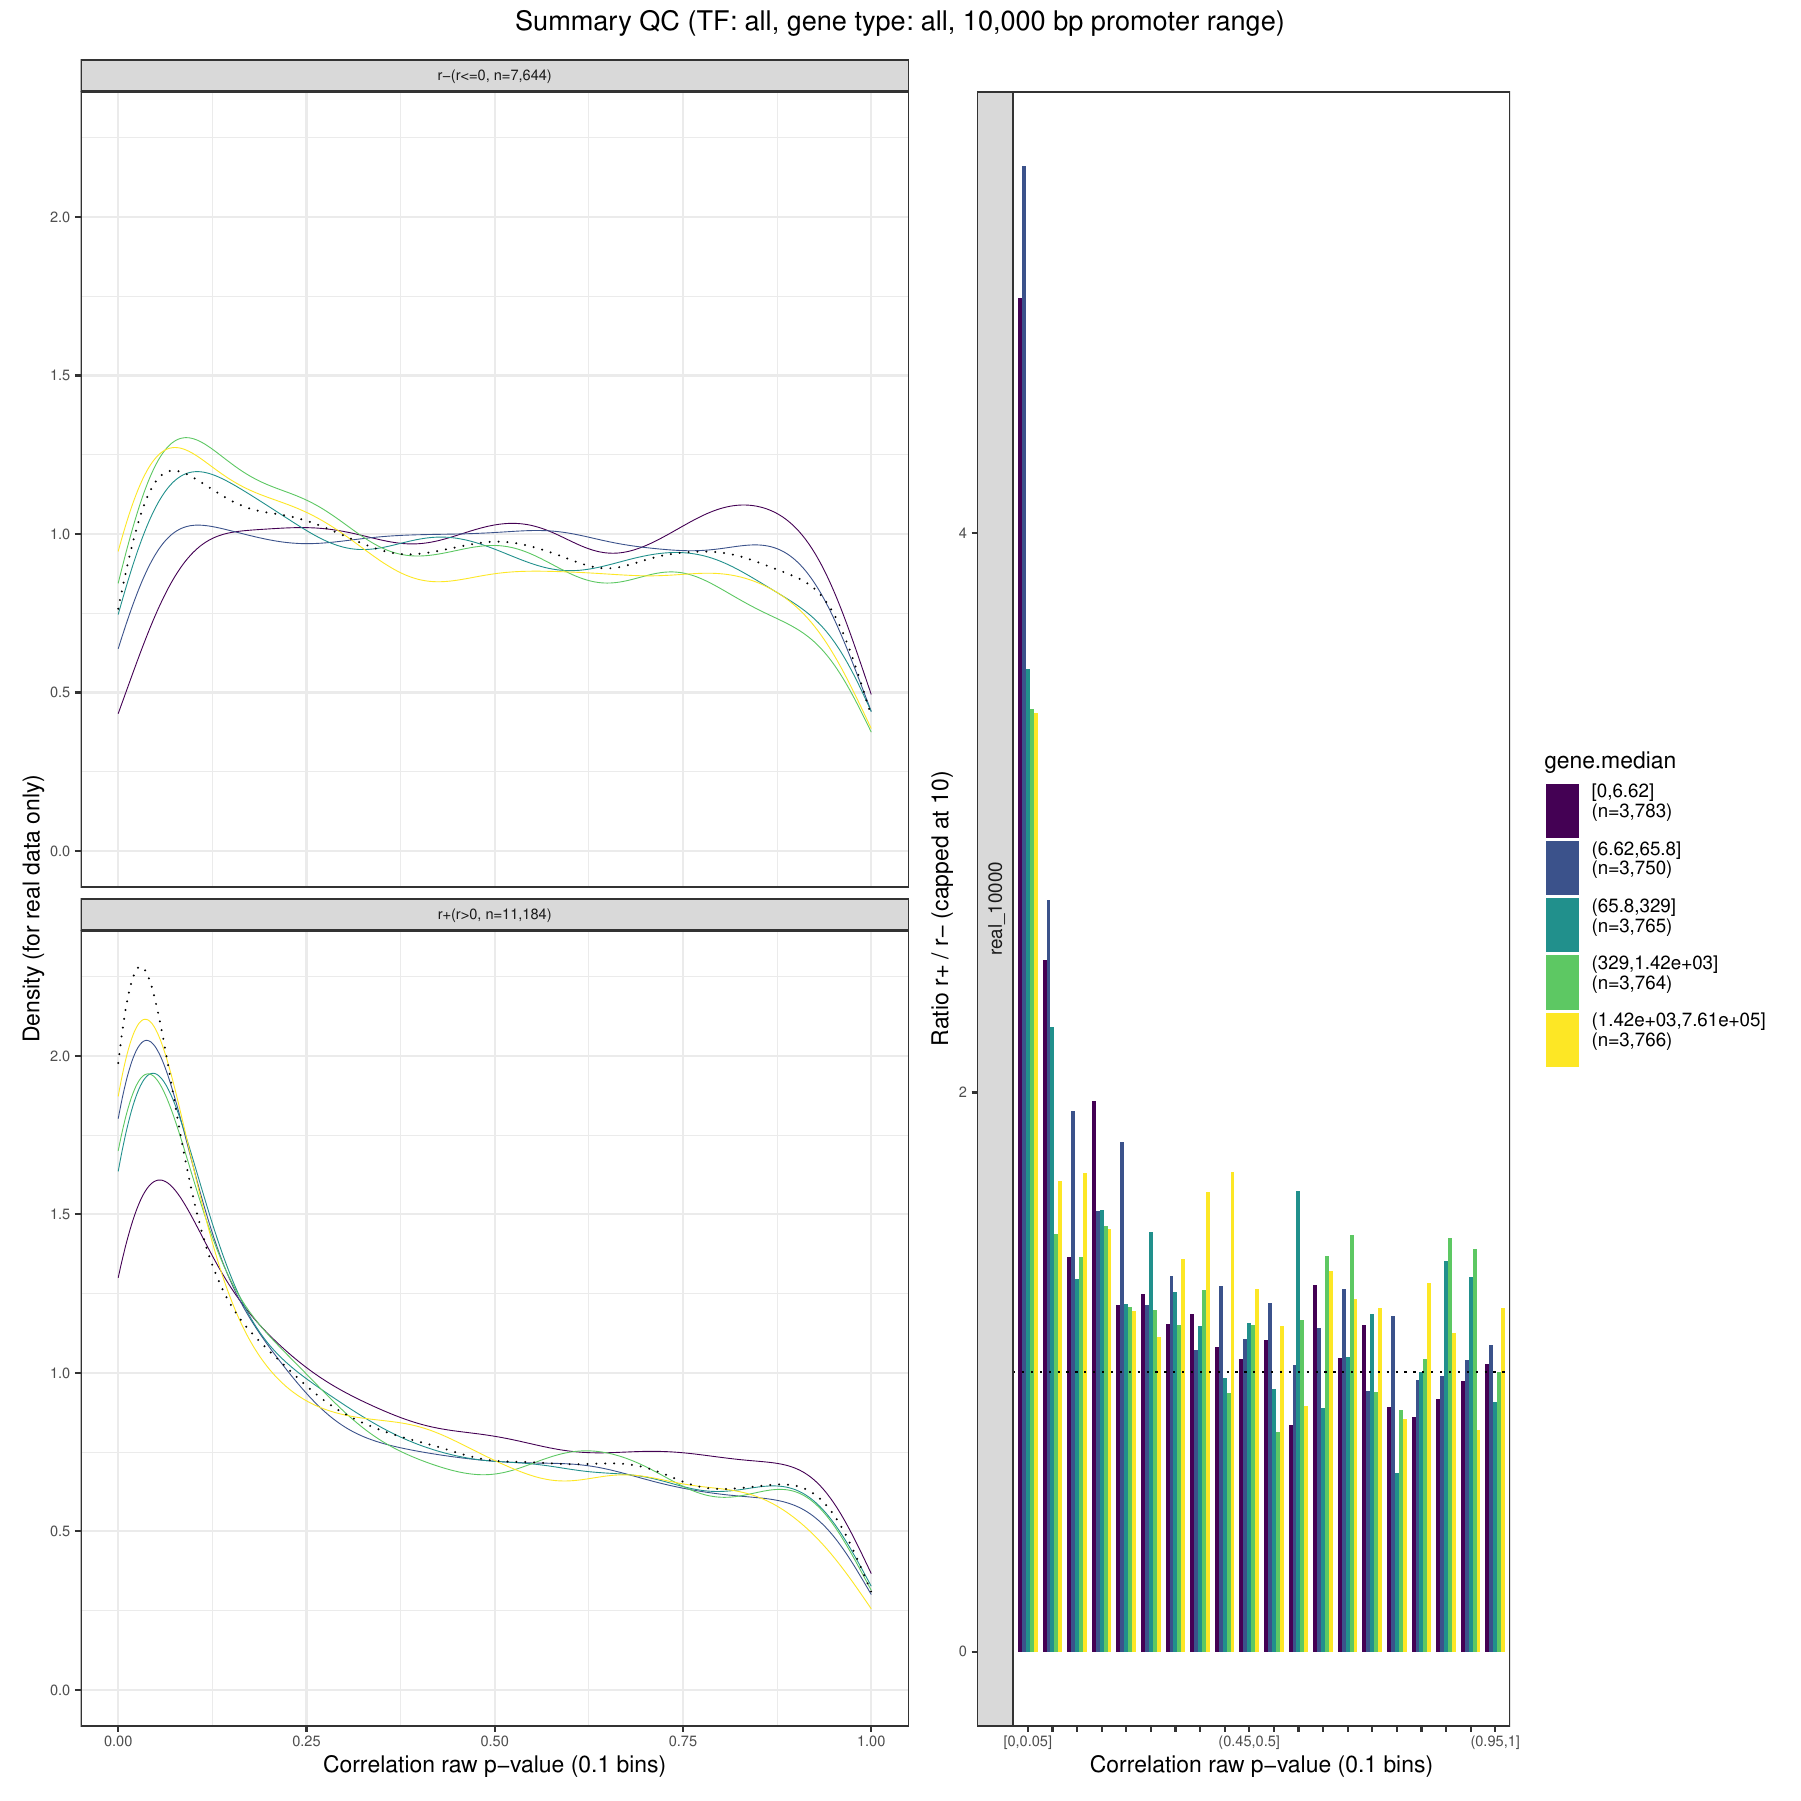 Summary QC (TF: all, gene type: all, 10,000 bp promoter range)
r−(r<=0, n=7,644)
2.0
1.5
1.0
0.5
0.0
Density (for real data only)
r+(r>0, n=11,184)
2.0
1.5
1.0
0.5
0.0
0.00 0.25 0.50 0.75 1.00
Correlation raw p−value (0.1 bins)
Ratio r+ / r− (capped at 10)
4
2
0
real_10000
[0,0.05] (0.45,0.5] (0.95,1]
Correlation raw p−value (0.1 bins)
gene.median
[0,6.62]
(n=3,783)
(6.62,65.8]
(n=3,750)
(65.8,329]
(n=3,765)
(329,1.42e+03]
(n=3,764)
(1.42e+03,7.61e+05]
(n=3,766)